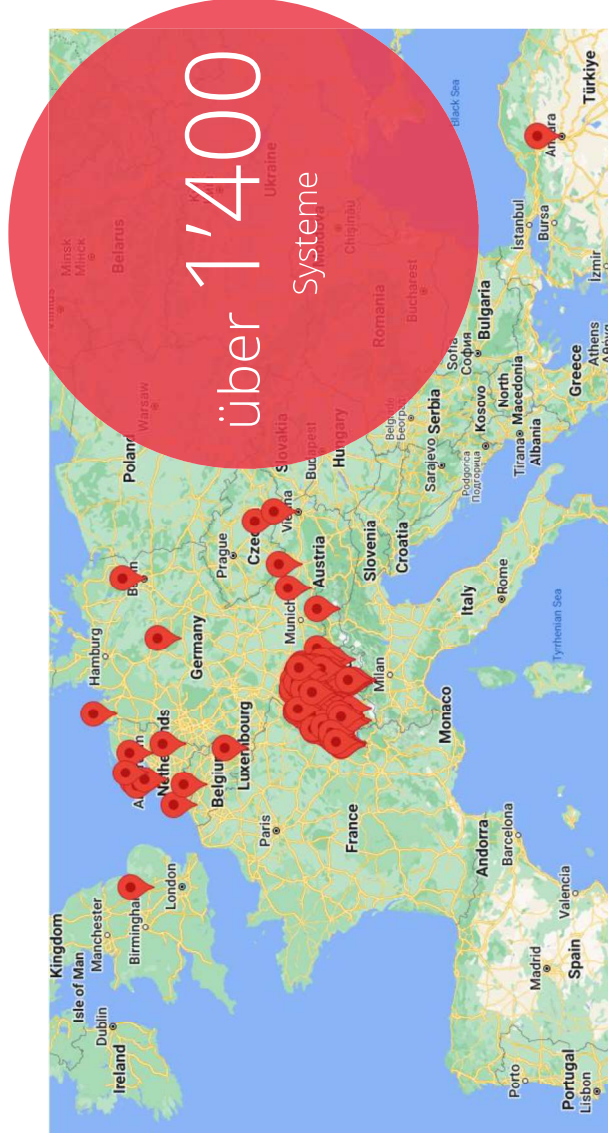 über 1’400
Systeme
Kingdom
Isle of Man
Dublin
Ireland
Manchester
Birmingha
London
Hamburg
Berlin
Germany
Netherlands
Belgium
Luxembourg
Paris
France
Munich
Prague
Poland
Warsaw
Minsk
Мінск
Belarus
Ukraine
Moldova
Chișinău
Romania
Bucharest
Slovakia
Vienna
Budapest
Hungary
Austria
Slovenia
Croatia
Milan
Monaco
Italy
Rome
Tyrrhenian Sea
Andorra
Barcelona
Valencia
Madrid
Spain
Porto
Portugal
Lisbon
Belgrade
Београд
Serbia
Sarajevo
Podgorica
Подгорица
Kosovo
North
Macedonia
Tirana
Albania
Sofia
София
Bulgaria
Greece
Athens
Black Sea
İstanbul
Bursa
İzmir
Ankara
Türkiye